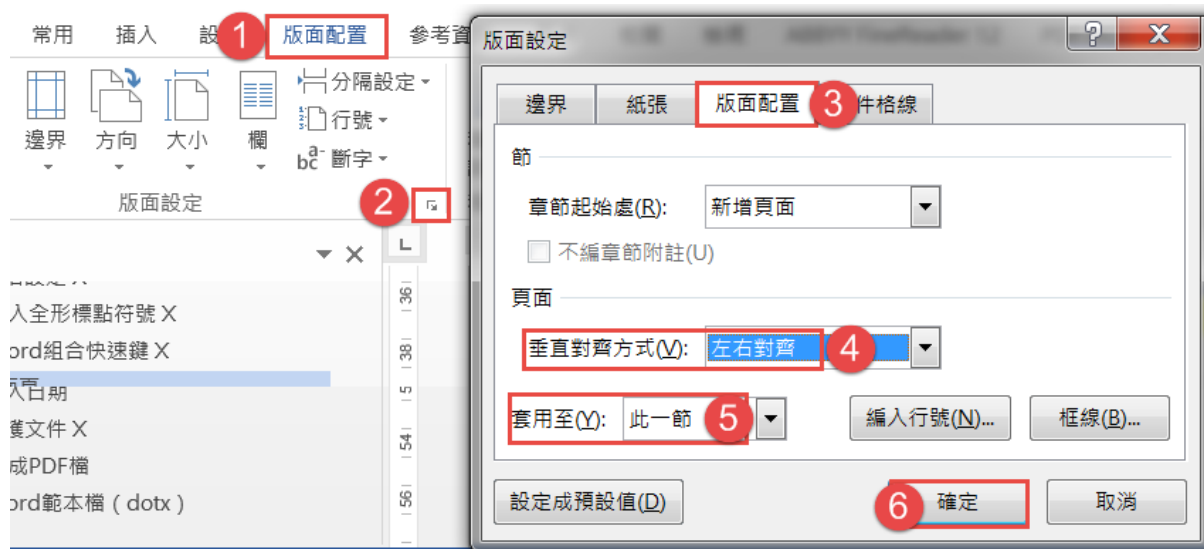 常用 插入 設 1 版面配置 參考資
邊界 方向 大小 欄
分隔設定
行號
斷字
版面設定 2
入全形標點符號 X
ord組合快速鍵 X
入日期
護文件 X
成PDF檔
ord範本檔（dotx）
L
36
38
54
56
版面設定
? X
邊界 紙張 版面配置 3 件格線
節
章節起始處(R): 新增頁面
不編章節附註(U)
頁面
垂直對齊方式(V): 左右對齊 4
套用至(Y): 此一節 5 編入行號(N)... 框線(B)...
設定成預設值(D) 6 確定 取消